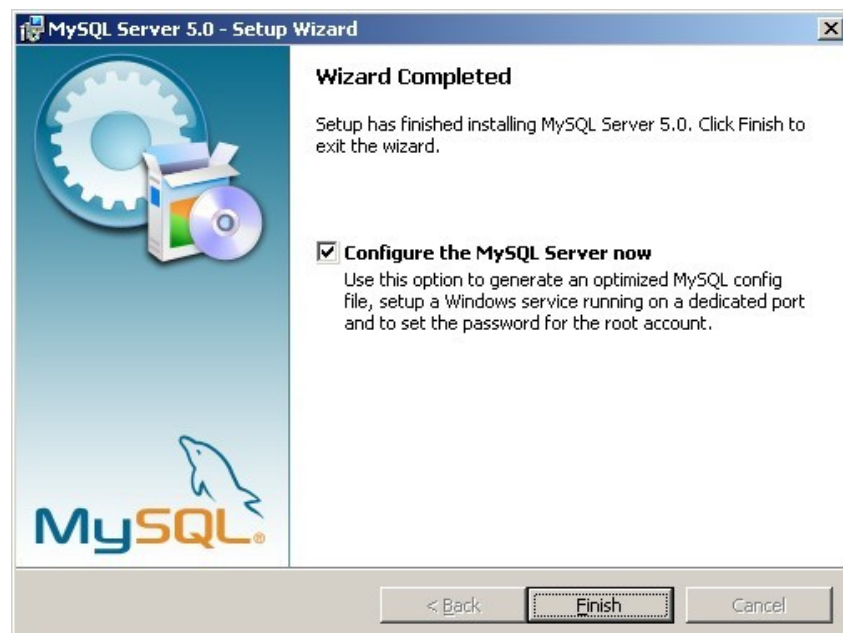 MySQL Server 5.0 - Setup Wizard
Wizard Completed
Setup has finished installing MySQL Server 5.0. Click Finish to
exit the wizard.
Configure the MySQL Server now
Use this option to generate an optimized MySQL config
file, setup a Windows service running on a dedicated port
and to set the password for the root account.
MySQL®
< Back
Finish
Cancel